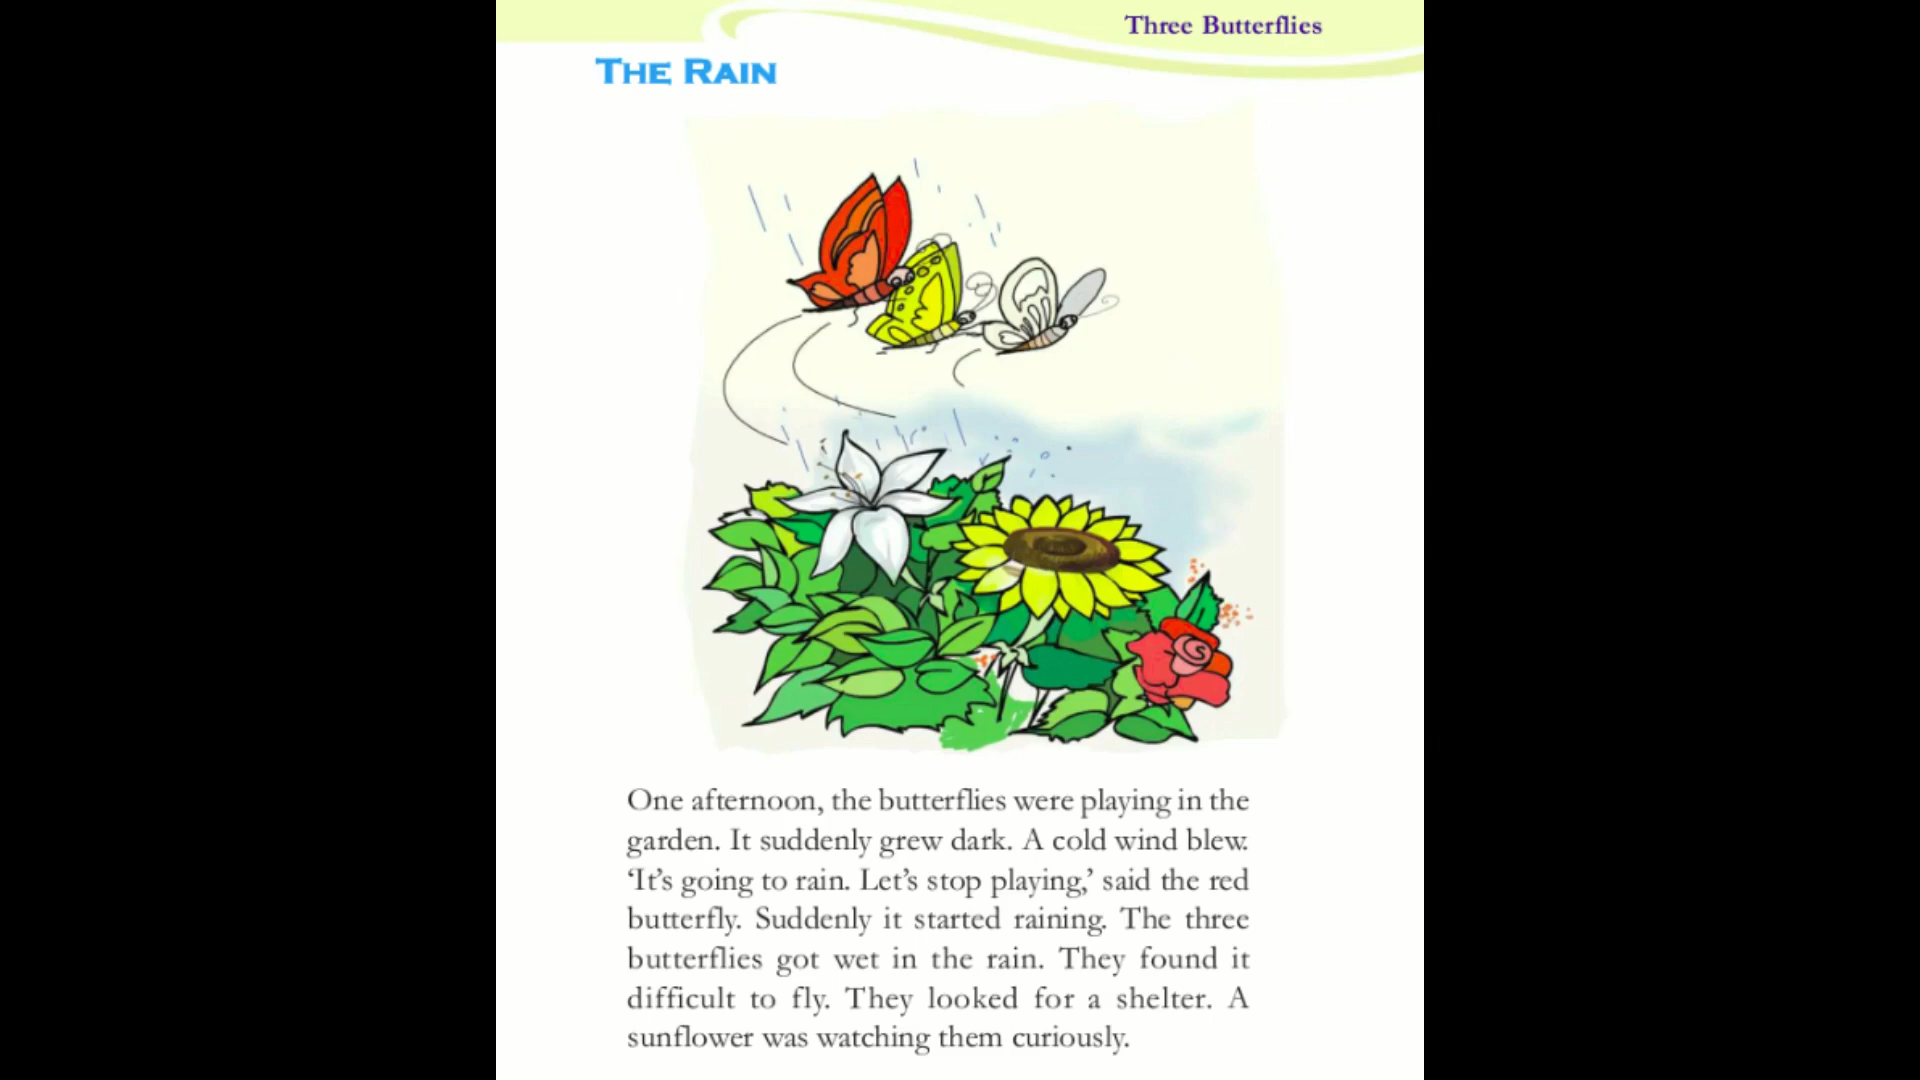 Three Butterflies
THE RAIN
One afternoon, the butterflies were playing in the
garden. It suddenly grew dark. A cold wind blew.
‘It’s going to rain. Let’s stop playing,’ said the red
butterfly. Suddenly it started raining. The three
butterflies got wet in the rain. They found it
difficult to fly. They looked for a shelter. A
sunflower was watching them curiously.